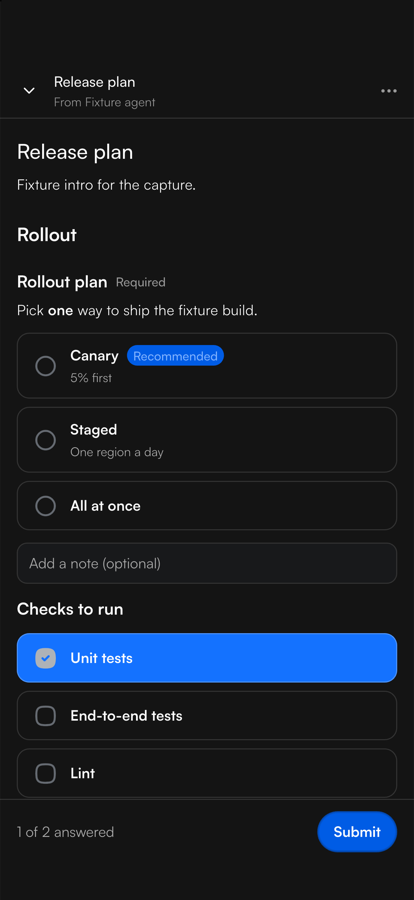 Release plan
From Fixture agent
Release plan
Fixture intro for the capture.
Rollout
Rollout plan Required
Pick one way to ship the fixture build.
Canary Recommended
5% first
Staged
One region a day
All at once
Add a note (optional)
Checks to run
Unit tests
End-to-end tests
Lint
1 of 2 answered
Submit